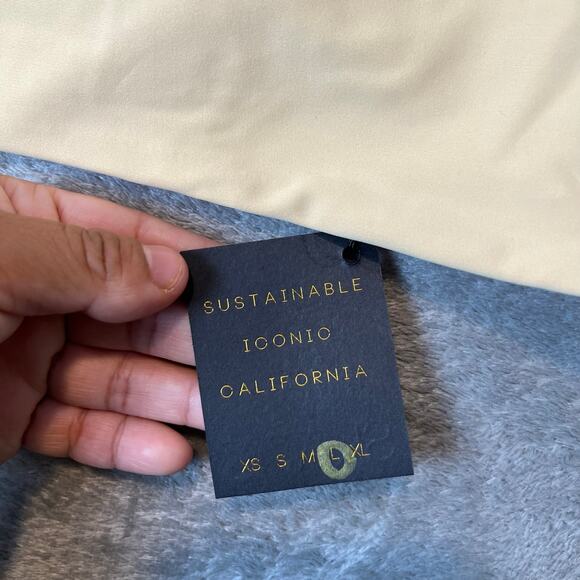 SUSTAINABLE
ICONIC
CALIFORNIA
XS S M L XL